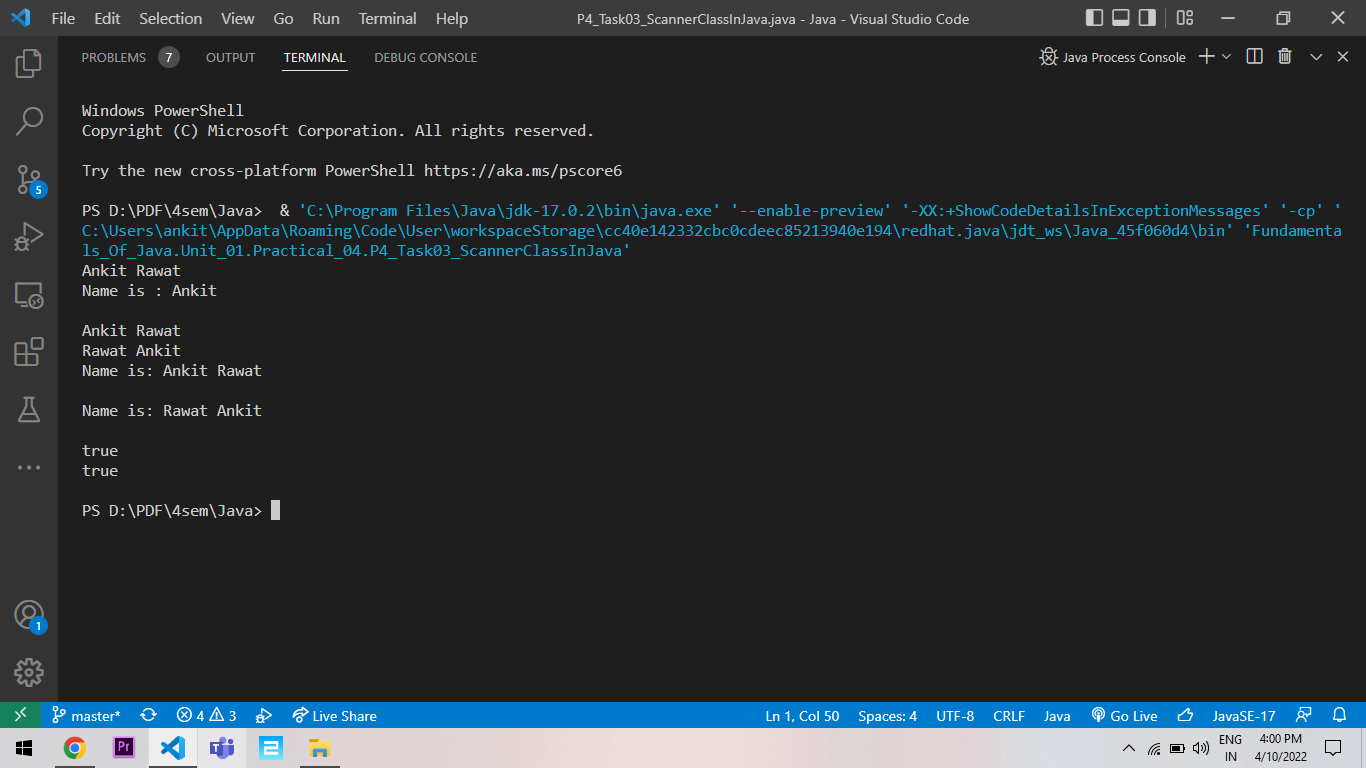 File Edit Selection View Go Run Terminal Help P4_Task03_ScannerClassInJava.java - Java - Visual Studio Code
PROBLEMS 7 OUTPUT TERMINAL DEBUG CONSOLE Java Process Console
Windows PowerShell
Copyright (C) Microsoft Corporation. All rights reserved.
Try the new cross-platform PowerShell https://aka.ms/pscore6
PS D:\PDF\4sem\Java>  & 'C:\Program Files\Java\jdk-17.0.2\bin\java.exe' '--enable-preview' '-XX:+ShowCodeDetailsInExceptionMessages' '-cp' '
C:\Users\ankit\AppData\Roaming\Code\User\workspaceStorage\cc40e142332cbc0cdeec85213940e194\redhat.java\jdt_ws\Java_45f060d4\bin' 'Fundamenta
ls_Of_Java.Unit_01.Practical_04.P4_Task03_ScannerClassInJava'
Ankit Rawat
Name is : Ankit
Ankit Rawat
Rawat Ankit
Name is: Ankit Rawat
Name is: Rawat Ankit
true
true
PS D:\PDF\4sem\Java>
5
1
master* 4 3 Live Share Ln 1, Col 50 Spaces: 4 UTF-8 CRLF Java Go Live JavaSE-17
Pr ENG 4:00 PM
IN 4/10/2022